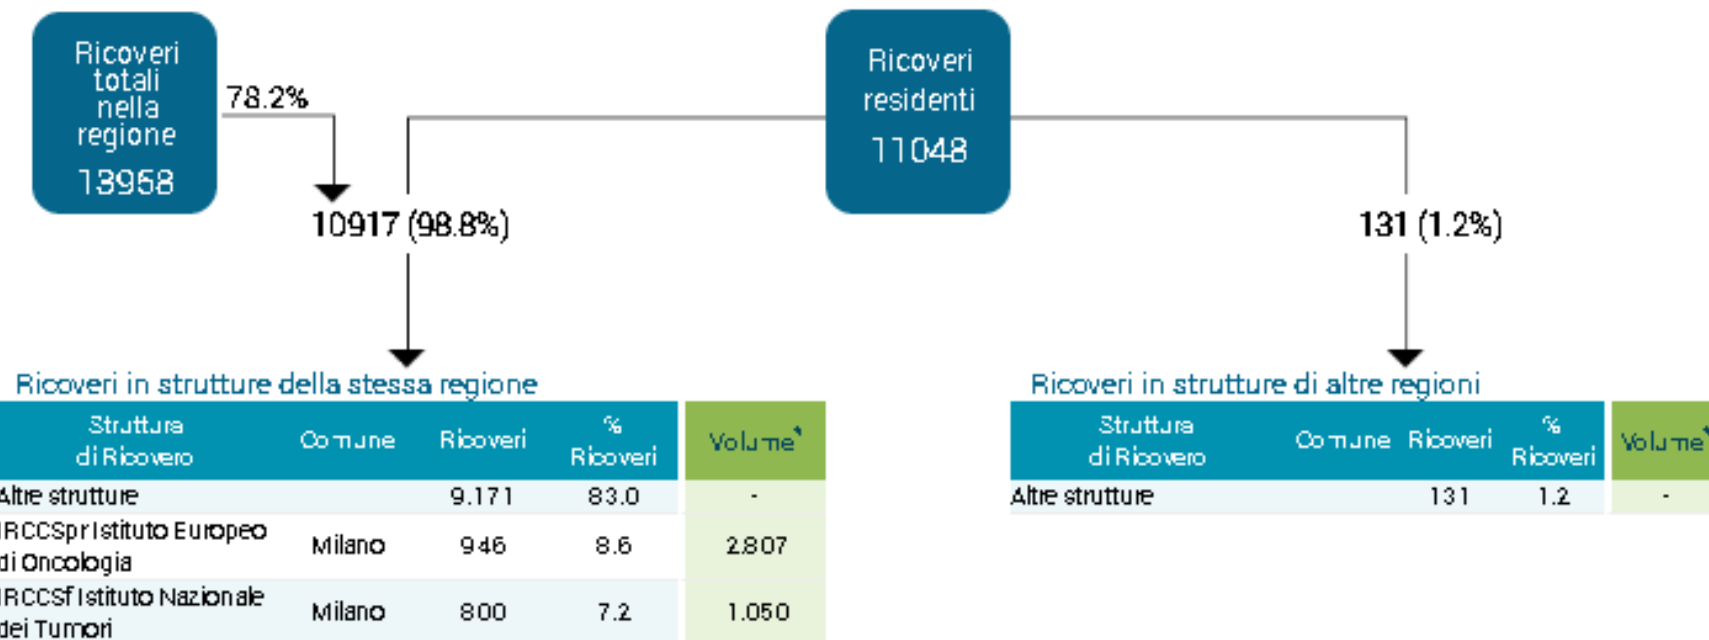 Ricoveri
totali
nella
regione
13958
78.2%
Ricoveri
residenti
11048
10917 (98.8%)
131 (1.2%)
Ricoveri in strutture della stessa regione
Struttura
di Ricovero
Comune
Ricoveri
%
Ricoveri
Volume*
Altre strutture 9.171 83.0 -
IRCCSpr Istituto Europeo
di Oncologia
Milano 946 8.6 2.807
IRCCSf Istituto Nazionale
dei Tumori
Milano 800 7.2 1.050
Ricoveri in strutture di altre regioni
Struttura
di Ricovero
Comune
Ricoveri
%
Ricoveri
Volume*
Altre strutture 131 1.2 -